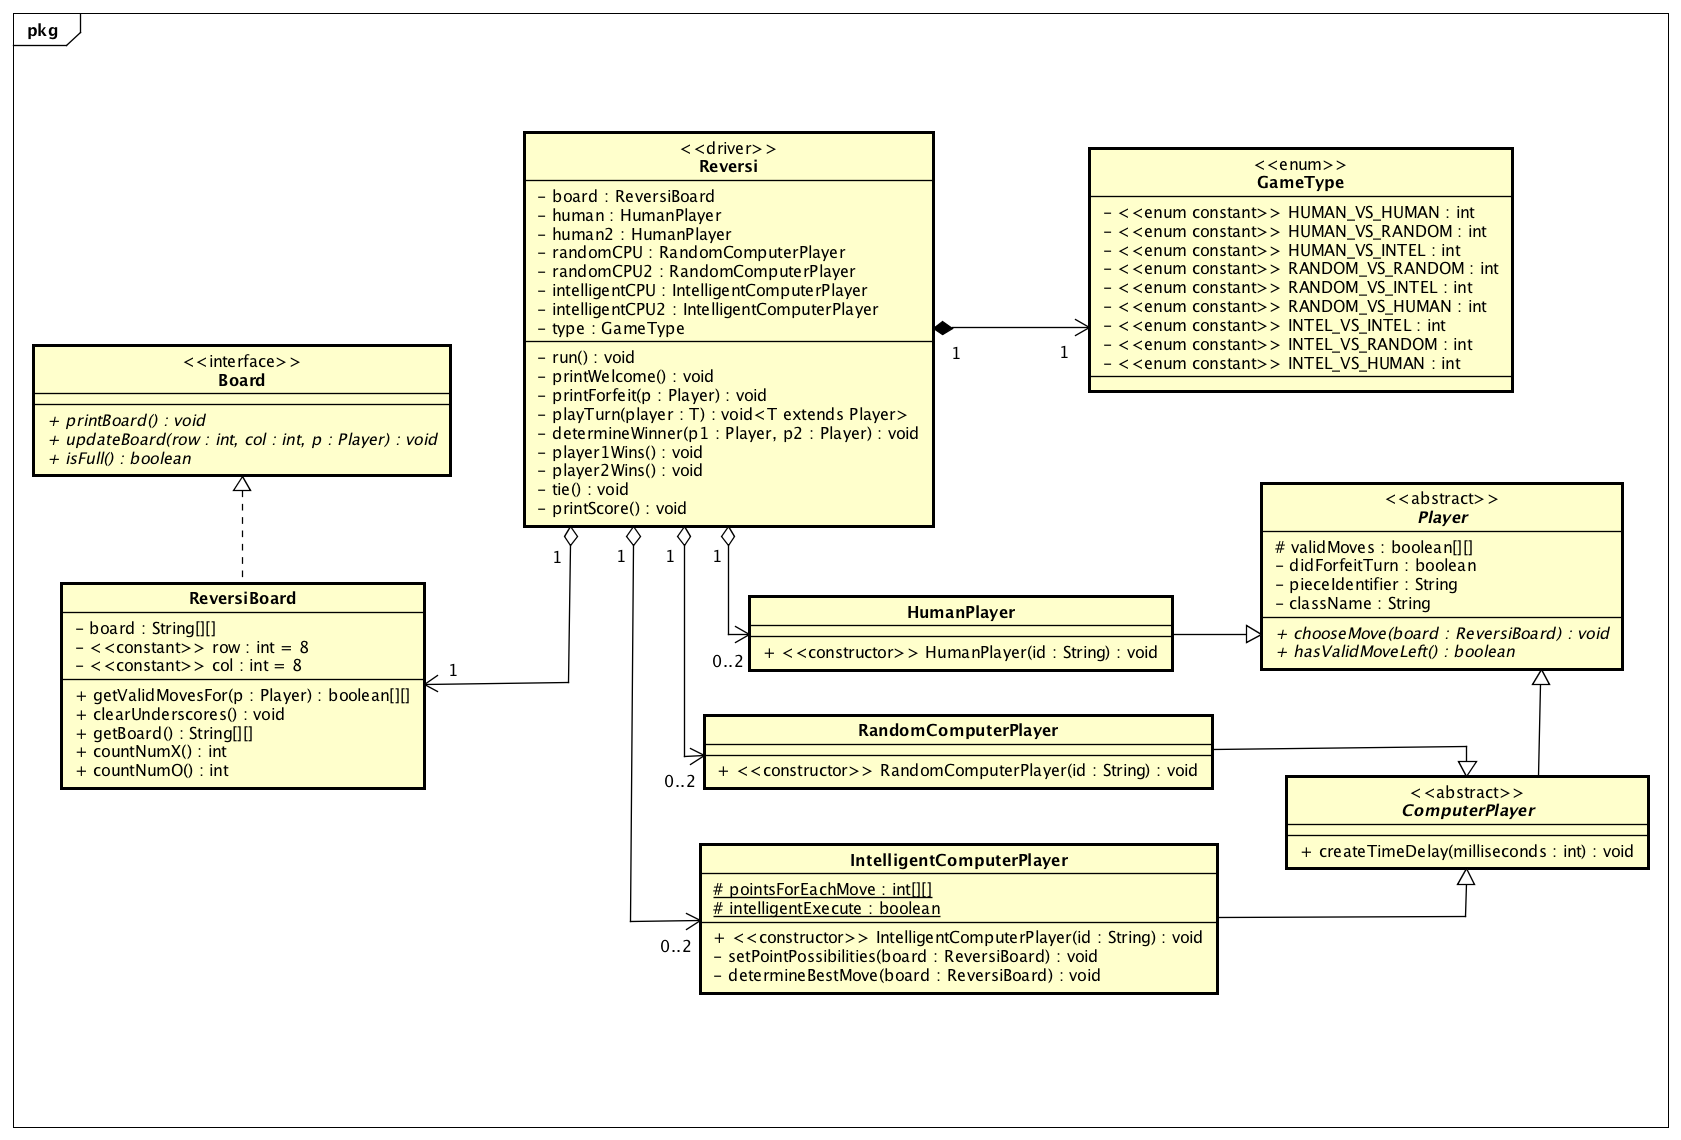 pkg
<<driver>>
Reversi
- board : ReversiBoard
- human : HumanPlayer
- human2 : HumanPlayer
- randomCPU : RandomComputerPlayer
- randomCPU2 : RandomComputerPlayer
- intelligentCPU : IntelligentComputerPlayer
- intelligentCPU2 : IntelligentComputerPlayer
- type : GameType
- run() : void
- printWelcome() : void
- printForfeit(p : Player) : void
- playTurn(player : T) : void<T extends Player>
- determineWinner(p1 : Player, p2 : Player) : void
- player1Wins() : void
- player2Wins() : void
- tie() : void
- printScore() : void
<<enum>>
GameType
- <<enum constant>> HUMAN_VS_HUMAN : int
- <<enum constant>> HUMAN_VS_RANDOM : int
- <<enum constant>> HUMAN_VS_INTEL : int
- <<enum constant>> RANDOM_VS_RANDOM : int
- <<enum constant>> RANDOM_VS_INTEL : int
- <<enum constant>> RANDOM_VS_HUMAN : int
- <<enum constant>> INTEL_VS_INTEL : int
- <<enum constant>> INTEL_VS_RANDOM : int
- <<enum constant>> INTEL_VS_HUMAN : int
1
1
<<interface>>
Board
+ printBoard() : void
+ updateBoard(row : int, col : int, p : Player) : void
+ isFull() : boolean
1
1
1
1
<<abstract>>
Player
# validMoves : boolean[][]
- didForfeitTurn : boolean
- pieceIdentifier : String
- className : String
+ chooseMove(board : ReversiBoard) : void
+ hasValidMoveLeft() : boolean
ReversiBoard
- board : String[][]
- <<constant>> row : int = 8
- <<constant>> col : int = 8
+ getValidMovesFor(p : Player) : boolean[][]
+ clearUnderscores() : void
+ getBoard() : String[][]
+ countNumX() : int
+ countNumO() : int
1
HumanPlayer
+ <<constructor>> HumanPlayer(id : String) : void
0..2
RandomComputerPlayer
+ <<constructor>> RandomComputerPlayer(id : String) : void
0..2
<<abstract>>
ComputerPlayer
+ createTimeDelay(milliseconds : int) : void
IntelligentComputerPlayer
# pointsForEachMove : int[][]
# intelligentExecute : boolean
+ <<constructor>> IntelligentComputerPlayer(id : String) : void
- setPointPossibilities(board : ReversiBoard) : void
- determineBestMove(board : ReversiBoard) : void
0..2